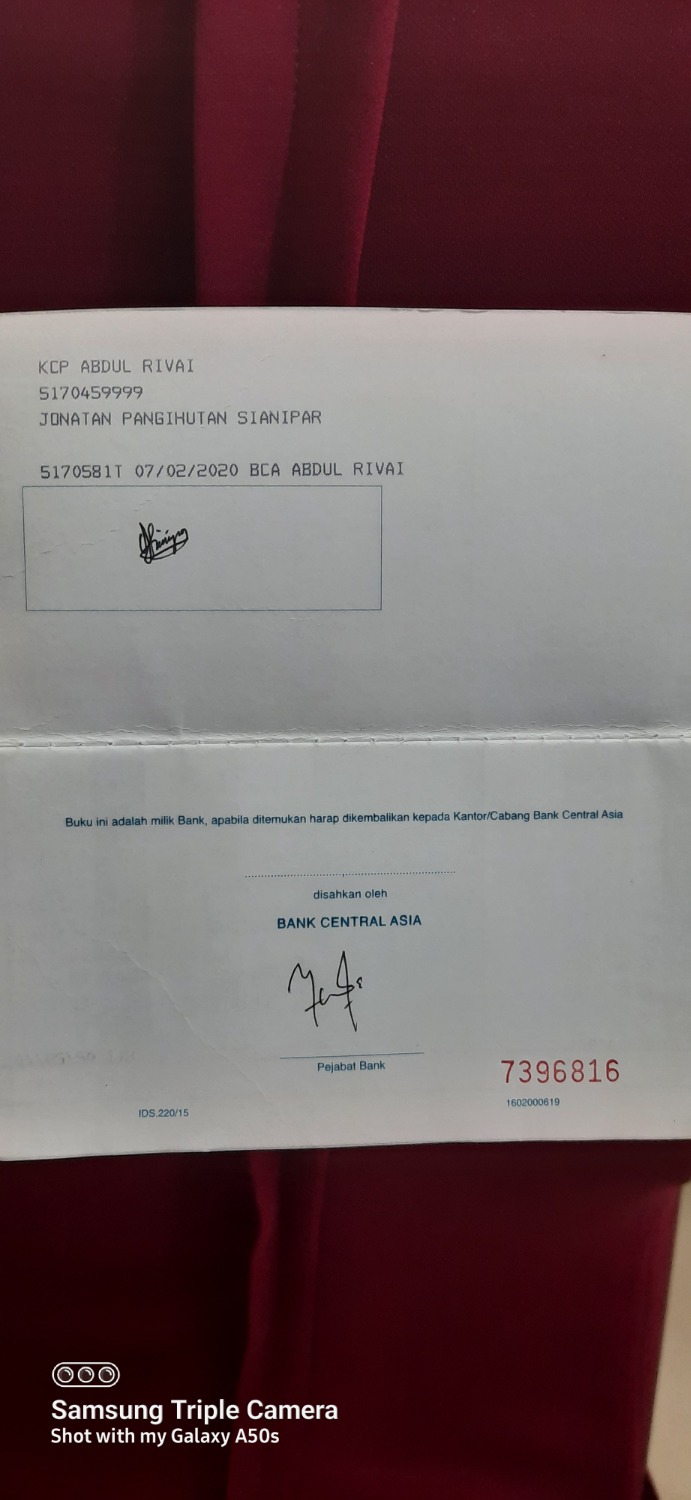 KCP ABDUL RIVAI
5170459999
JONATAN PANGIHUTAN SIANIPAR
5170581T 07/02/2020 BCA ABDUL RIVAI
Buku ini adalah milik Bank, apabila ditemukan harap dikembalikan kepada Kantor/Cabang Bank Central Asia
disahkan oleh
BANK CENTRAL ASIA
Pejabat Bank
7396816
1602000619
IDS.220/15
Samsung Triple Camera
Shot with my Galaxy A50s